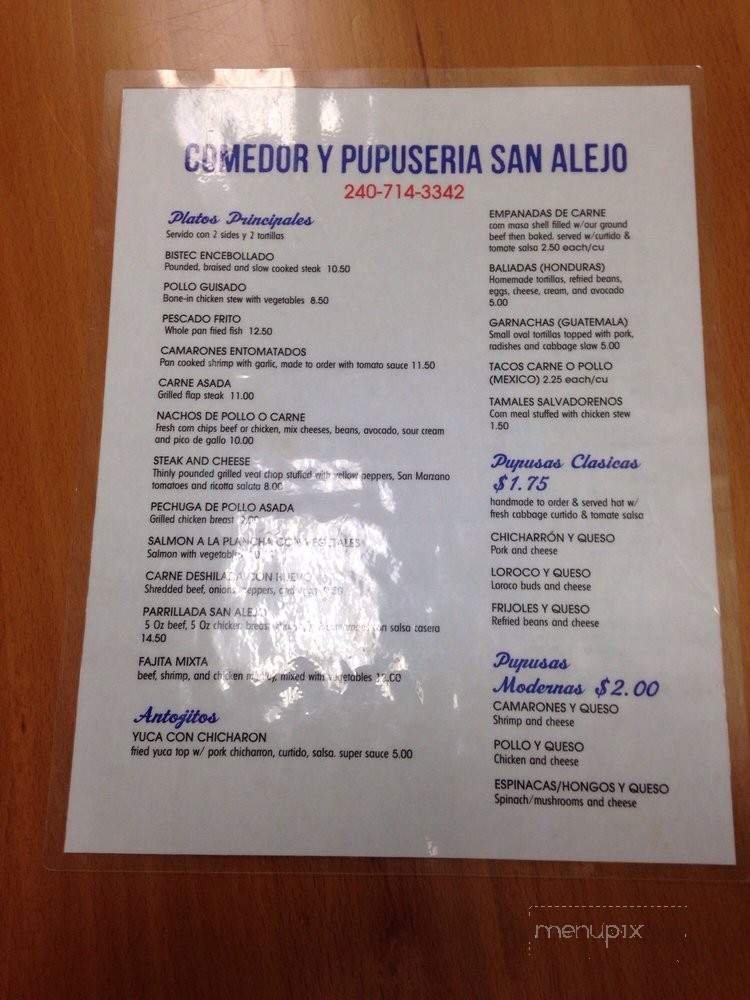 COMEDOR Y PUPUSERIA SAN ALEJO
240-714-3342
Platos Principales
Servido con 2 sides y 2 tortillas
BISTEC ENCEBOLLADO
Pounded, braised and slow cooked steak 10.50
POLLO GUISADO
Bone-in chicken stew with vegetables 8.50
PESCADO FRITO
Whole pan fried fish 12.50
CAMARONES ENTOMATADOS
Pan cooked shrimp with garlic, made to order with tomato sauce 11.50
CARNE ASADA
Grilled flap steak 11.00
NACHOS DE POLLO O CARNE
Fresh corn chips beef or chicken, mix cheeses, beans, avocado, sour cream
and pico de gallo 10.00
STEAK AND CHEESE
Thinly pounded grilled veal chop stuffed with yellow peppers, San Marzano
tomatoes and ricotta salata 8.00
PECHUGA DE POLLO ASADA
Grilled chicken breast
SALMON A LA PLANCHA CON VEGETALES
Salmon with vegetables
CARNE DESHILADA CON HUEVO
Shredded beef, onions, peppers, and
PARRILLADA SAN ALEJO
5 Oz beef, 5 Oz chicken breast con salsa casera
14.50
FAJITA MIXTA
beef, shrimp, and chicken mixed with vegetables 12.00
Antojitos
YUCA CON CHICHARON
fried yuca top w/ pork chicharron, curtido, salsa. super sauce 5.00
EMPANADAS DE CARNE
corn masa shell filled w/our ground
beef then baked. served w/curtido &
tomate salsa 2.50 each/cu
BALIADAS (HONDURAS)
Homemade tortillas, refried beans,
eggs, cheese, cream, and avocado
5.00
GARNACHAS (GUATEMALA)
Small oval tortillas topped with pork,
radishes and cabbage slaw 5.00
TACOS CARNE O POLLO
(MEXICO) 2.25 each/cu
TAMALES SALVADORENOS
Corn meal stuffed with chicken stew
1.50
Pupusas Clasicas
$1.75
handmade to order & served hot w/
fresh cabbage curtido & tomate salsa
CHICHARRÓN Y QUESO
Pork and cheese
LOROCO Y QUESO
Loroco buds and cheese
FRIJOLES Y QUESO
Refried beans and cheese
Pupusas
Modernas $2.00
CAMARONES Y QUESO
Shrimp and cheese
POLLO Y QUESO
Chicken and cheese
ESPINACAS/HONGOS Y QUESO
Spinach/mushrooms and cheese
menupix